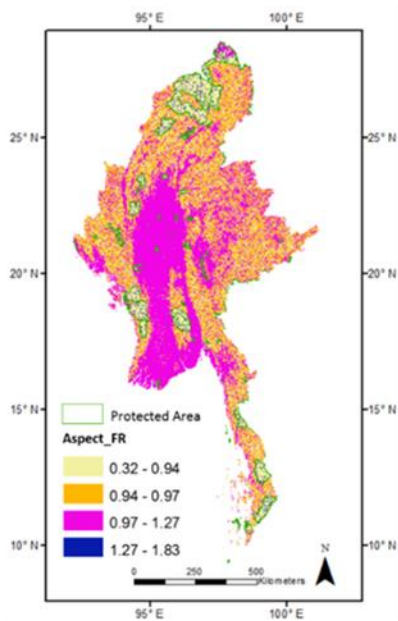 95° E 100° E
25° N 25° N
20° N 20° N
15° N 15° N
Protected Area
Aspect_FR
0.32 - 0.94
0.94 - 0.97
0.97 - 1.27
1.27 - 1.83
10° N 10° N
N
0 250 500
Kilometers
95° E 100° E